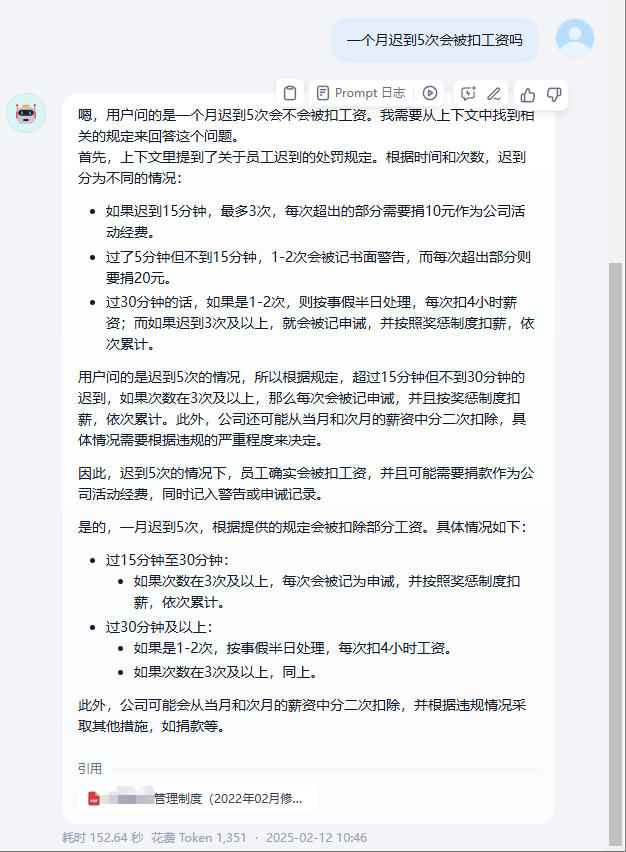 一个月迟到5次会被扣工资吗
Prompt 日志
嗯，用户问的是一个月迟到5次会不会被扣工资。我需要从上下文中找到相
关的规定来回答这个问题。
首先，上下文里提到了关于员工迟到的处罚规定。根据时间和次数，迟到
分为不同的情况：
• 如果迟到15分钟，最多3次，每次超出的部分需要捐10元作为公司活
动经费。
• 过了5分钟但不到15分钟，1-2次会被记书面警告，而每次超出部分则
要捐20元。
• 过30分钟的话，如果是1-2次，则按事假半日处理，每次扣4小时薪
资；而如果迟到3次及以上，就会被记申诫，并按照奖惩制度扣薪，依
次累计。
用户问的是迟到5次的情况，所以根据规定，超过15分钟但不到30分钟的
迟到，如果次数在3次及以上，那么每次会被记申诫，并且按奖惩制度扣
薪，依次累计。此外，公司还可能从当月和次月的薪资中分二次扣除，具
体情况需要根据违规的严重程度来决定。
因此，迟到5次的情况下，员工确实会被扣工资，并且可能需要捐款作为公
司活动经费，同时记入警告或申诫记录。
是的，一月迟到5次，根据提供的规定会被扣除部分工资。具体情况如下：
• 过15分钟至30分钟：
• 如果次数在3次及以上，每次会被记为申诫，并按照奖惩制度扣
薪，依次累计。
• 过30分钟及以上：
• 如果是1-2次，按事假半日处理，每次扣4小时工资。
• 如果次数在3次及以上，同上。
此外，公司可能会从当月和次月的薪资中分二次扣除，并根据违规情况采
取其他措施，如捐款等。
引用
管理制度（2022年02月修...
耗时 152.64 秒 花费 Token 1,351 · 2025-02-12 10:46